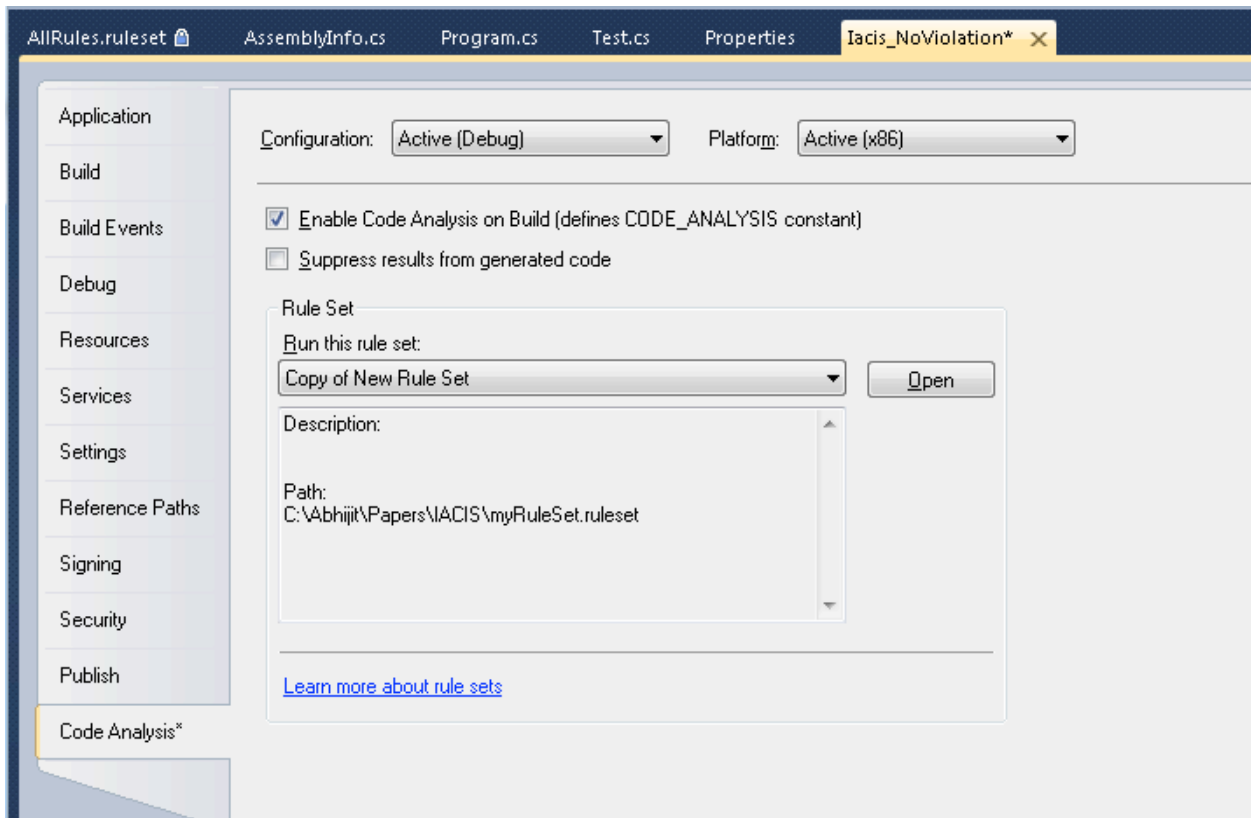 AllRules.ruleset AssemblyInfo.cs Program.cs Test.cs Properties Iacis_NoViolation*
Application
Build
Build Events
Debug
Resources
Services
Settings
Reference Paths
Signing
Security
Publish
Code Analysis*
Configuration: Active (Debug) Platform: Active (x86)
Enable Code Analysis on Build (defines CODE_ANALYSIS constant)
Suppress results from generated code
Rule Set
Run this rule set:
Copy of New Rule Set Open
Description:
Path:
C:\Abhijit\Papers\IACIS\myRuleSet.ruleset
Learn more about rule sets